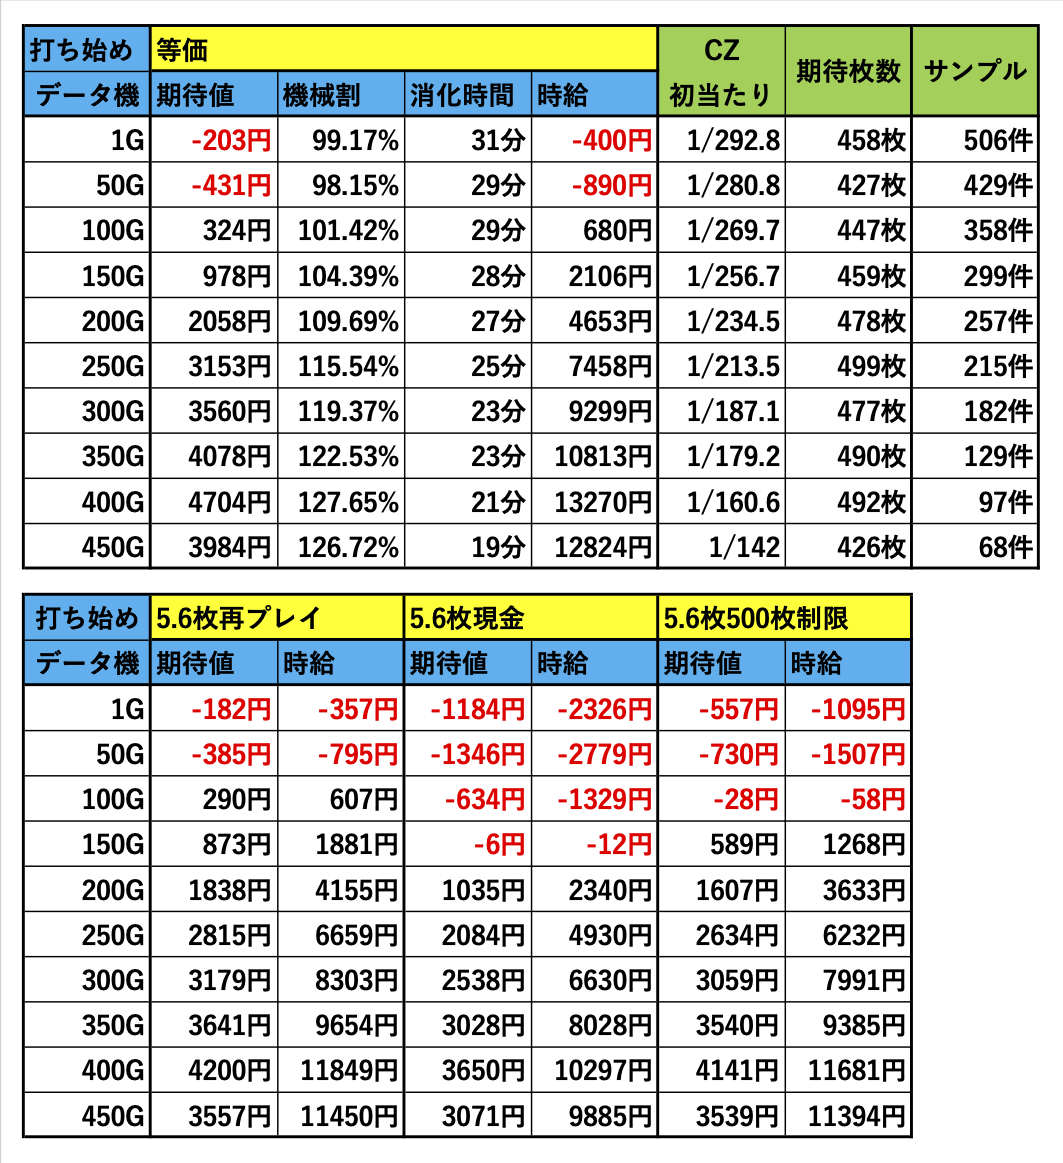 打ち始め 等価 CZ 期待枚数 サンプル
データ機 期待値 機械割 消化時間 時給 初当たり
1G -203円 99.17% 31分 -400円 1/292.8 458枚 506件
50G -431円 98.15% 29分 -890円 1/280.8 427枚 429件
100G 324円 101.42% 29分 680円 1/269.7 447枚 358件
150G 978円 104.39% 28分 2106円 1/256.7 459枚 299件
200G 2058円 109.69% 27分 4653円 1/234.5 478枚 257件
250G 3153円 115.54% 25分 7458円 1/213.5 499枚 215件
300G 3560円 119.37% 23分 9299円 1/187.1 477枚 182件
350G 4078円 122.53% 23分 10813円 1/179.2 490枚 129件
400G 4704円 127.65% 21分 13270円 1/160.6 492枚 97件
450G 3984円 126.72% 19分 12824円 1/142 426枚 68件
打ち始め 5.6枚再プレイ 5.6枚現金 5.6枚500枚制限
データ機 期待値 時給 期待値 時給 期待値 時給
1G -182円 -357円 -1184円 -2326円 -557円 -1095円
50G -385円 -795円 -1346円 -2779円 -730円 -1507円
100G 290円 607円 -634円 -1329円 -28円 -58円
150G 873円 1881円 -6円 -12円 589円 1268円
200G 1838円 4155円 1035円 2340円 1607円 3633円
250G 2815円 6659円 2084円 4930円 2634円 6232円
300G 3179円 8303円 2538円 6630円 3059円 7991円
350G 3641円 9654円 3028円 8028円 3540円 9385円
400G 4200円 11849円 3650円 10297円 4141円 11681円
450G 3557円 11450円 3071円 9885円 3539円 11394円